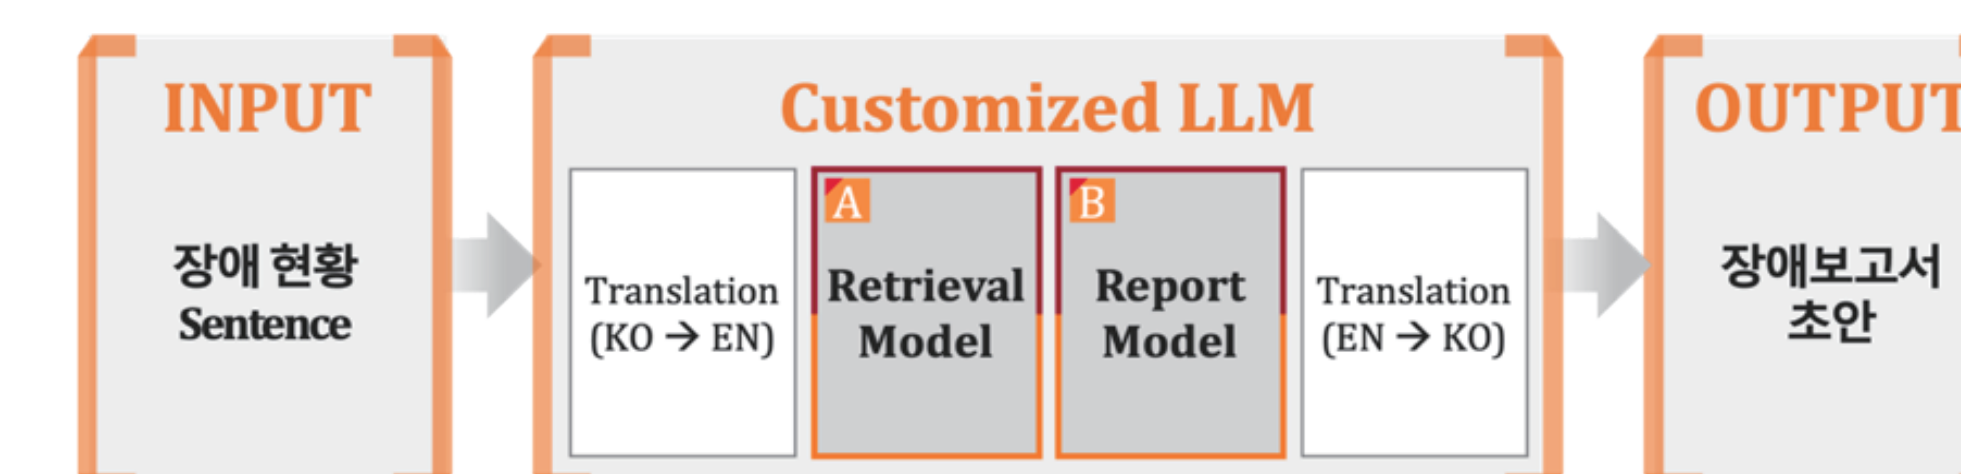 INPUT
장애 현황
Sentence
Customized LLM
Translation
(KO → EN)
A
Retrieval
Model
B
Report
Model
Translation
(EN → KO)
OUTPUT
장애보고서
초안